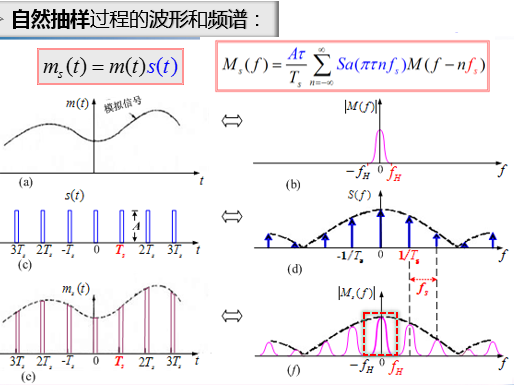 自然抽样过程的波形和频谱：
m_s(t) = m(t)s(t)
M_s(f) = Aτ/T_s ∑_{n=-∞}^{∞} Sa(πτnf_s)M(f-nf_s)
m(t)
模拟信号
t
(a)
⇔
|M(f)|
-f_H 0 f_H
f
(b)
s(t)
A
3T_s 2T_s -T_s 0 T_s 2T_s 3T_s
t
(c)
⇔
S(f)
-1/T_s 0 1/T_s
f
(d)
f_s
m_s(t)
3T_s 2T_s -T_s 0 T_s 2T_s 3T_s
t
(e)
⇔
|M_s(f)|
-f_H 0 f_H
f
(f)